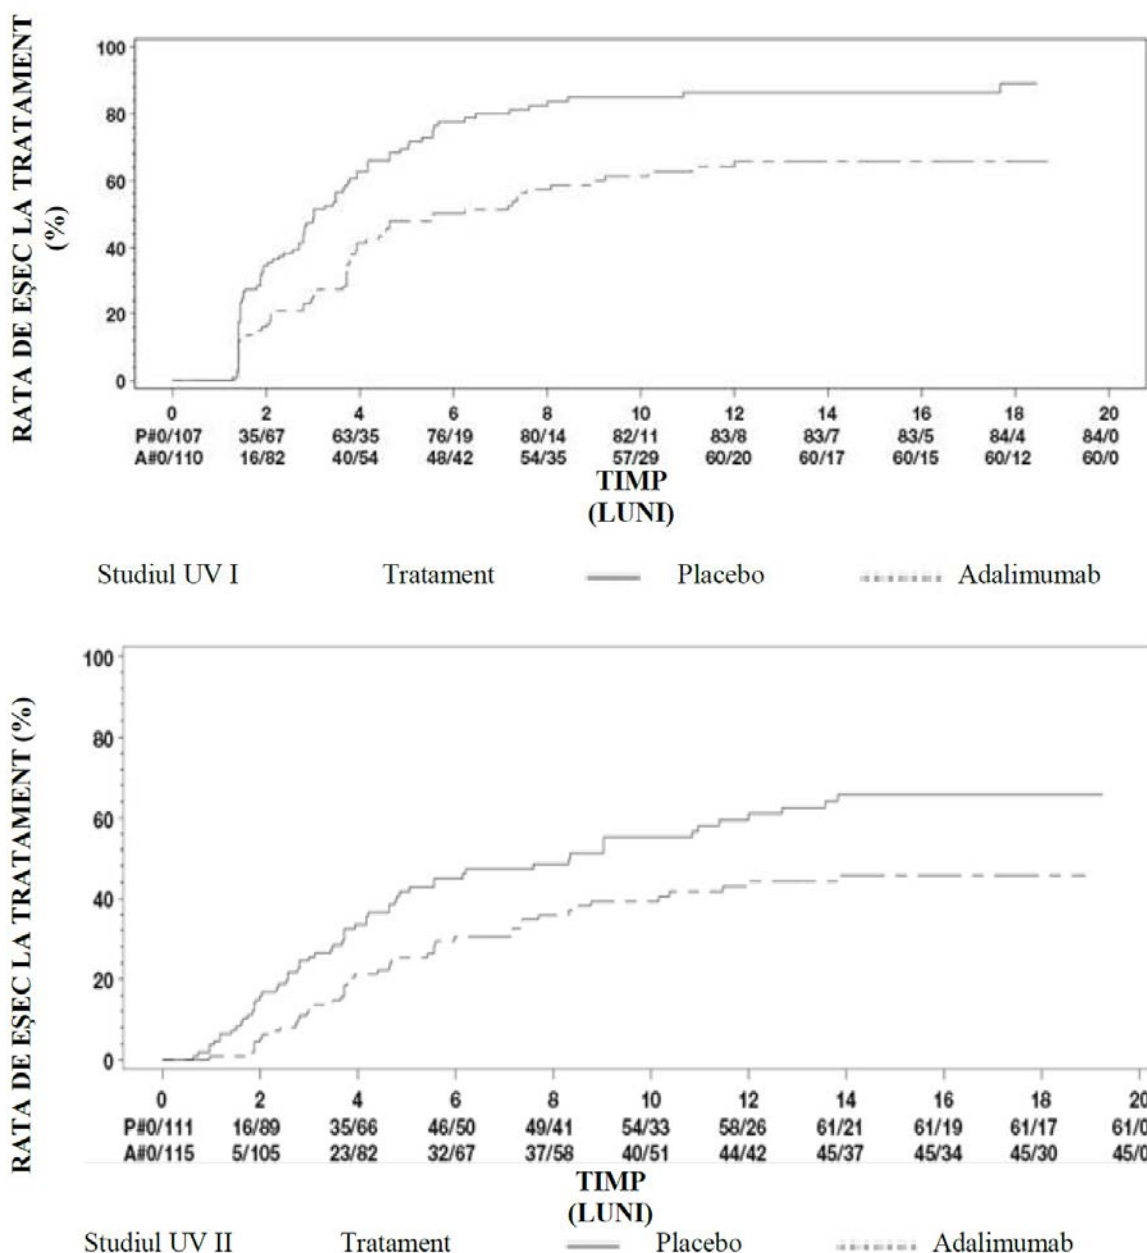 RATA DE EŞEC LA TRATAMENT
(%)
100
80
60
40
20
0
0 2 4 6 8 10 12 14 16 18 20
P#0/107 35/67 63/35 76/19 80/14 82/11 83/8 83/7 83/5 84/4 84/0
A#0/110 16/82 40/54 48/42 54/35 57/29 60/20 60/17 60/15 60/12 60/0
TIMP
(LUNI)
Studiul UV I Tratament Placebo Adalimumab
RATA DE EŞEC LA TRATAMENT (%)
100
80
60
40
20
0
0 2 4 6 8 10 12 14 16 18 20
P#0/111 16/89 35/66 46/50 49/41 54/33 58/26 61/21 61/19 61/17 61/0
A#0/115 5/105 23/82 32/67 37/58 40/51 44/42 45/37 45/34 45/30 45/0
TIMP
(LUNI)
Studiul UV II Tratament Placebo Adalimumab